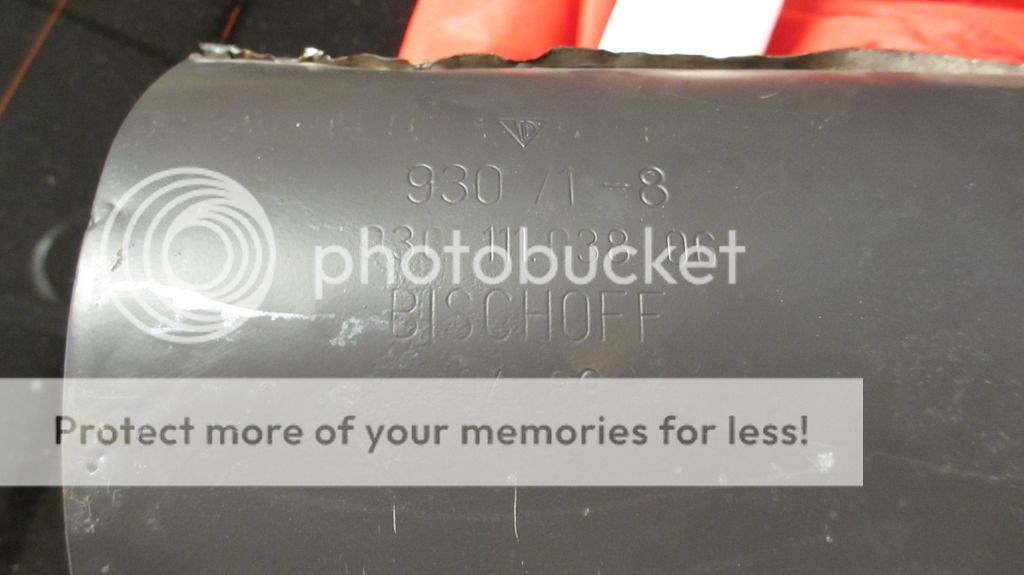 930 /1 -8
930 111 038 06
photobucket
BISCHOFF
Protect more of your memories for less!